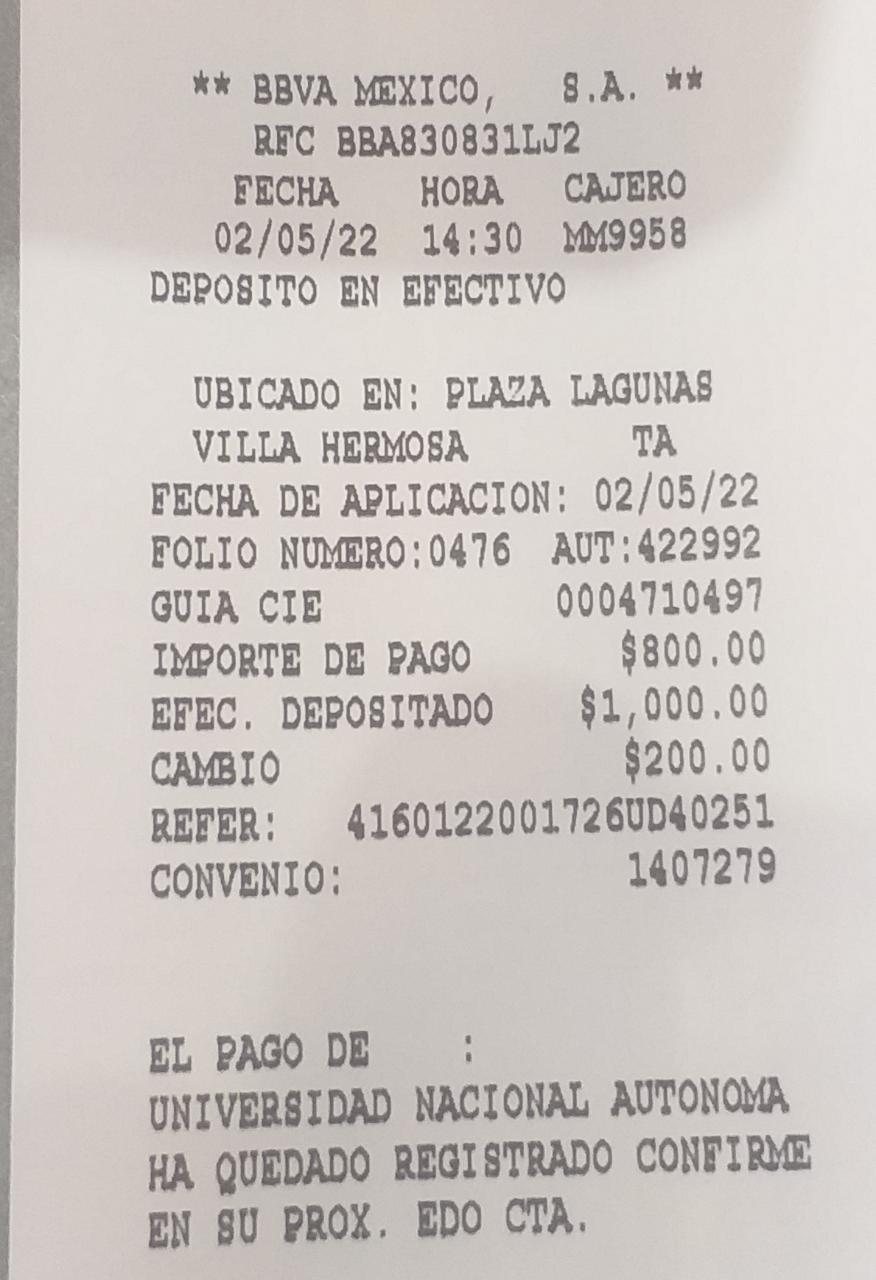 ** BBVA MEXICO, S.A. **
RFC BBA830831LJ2
FECHA HORA CAJERO
02/05/22 14:30 MM9958
DEPOSITO EN EFECTIVO
UBICADO EN: PLAZA LAGUNAS
VILLA HERMOSA TA
FECHA DE APLICACION: 02/05/22
FOLIO NUMERO:0476 AUT:422992
GUIA CIE 0004710497
IMPORTE DE PAGO $800.00
EFEC. DEPOSITADO $1,000.00
CAMBIO $200.00
REFER: 4160122001726UD40251
CONVENIO: 1407279
EL PAGO DE :
UNIVERSIDAD NACIONAL AUTONOMA
HA QUEDADO REGISTRADO CONFIRME
EN SU PROX. EDO CTA.